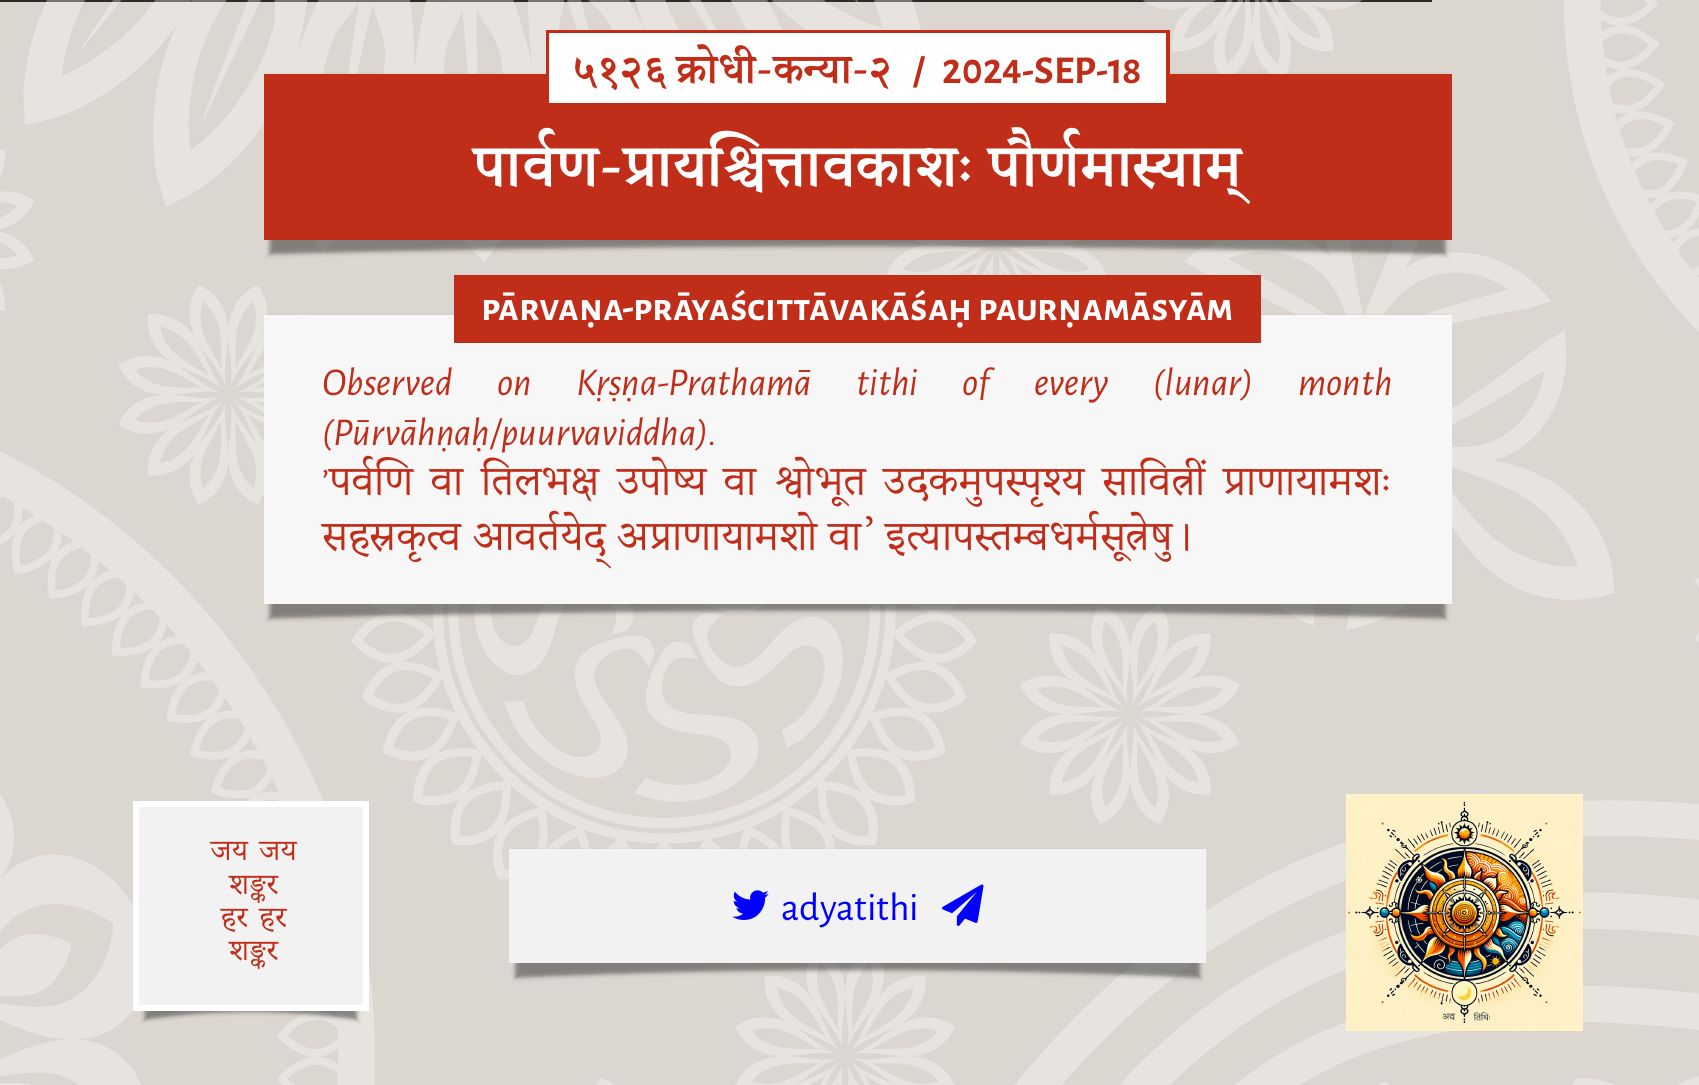 ५१२६ क्रोधी-कन्या-२ / 2024-SEP-18
पार्वण-प्रायश्चित्तावकाशः पौर्णमास्याम्
PĀRVAṆA-PRĀYAŚCITTĀVAKĀŚAḤ PAURṆAMĀSYĀM
Observed on Kṛṣṇa-Prathamā tithi of every (lunar) month
(Pūrvāhṇaḥ/puurvaviddha).
’पर्वणि वा तिलभक्ष उपोष्य वा श्वोभूत उदकमुपस्पृश्य सावित्रीं प्राणायामशः
सहस्रकृत्व आवर्तयेद् अप्राणायामशो वा’ इत्यापस्तम्बधर्मसूत्रेषु।
जय जय
शङ्कर
हर हर
शङ्कर
adyatithi
अद्य तिथिः